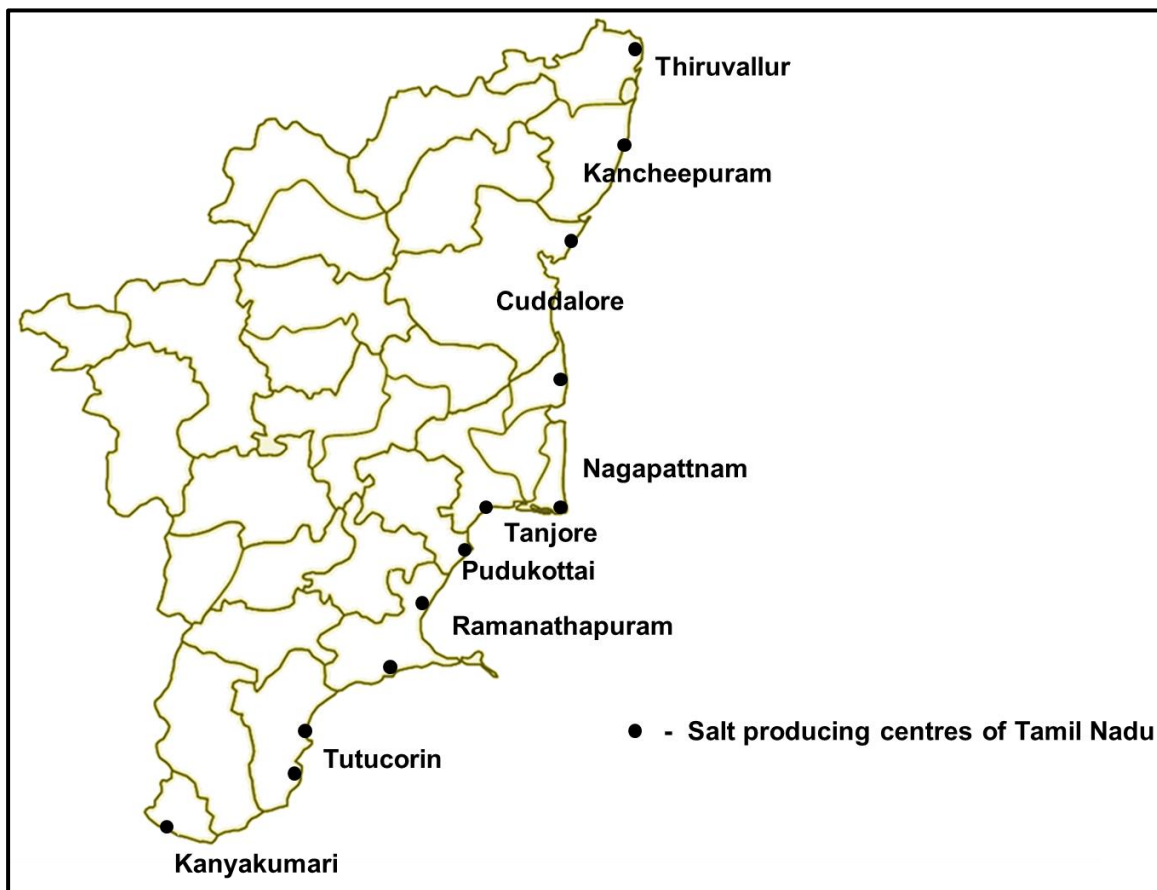 Thiruvallur
Kancheepuram
Cuddalore
Nagapattnam
Tanjore
Pudukottai
Ramanathapuram
- Salt producing centres of Tamil Nadu
Tutucorin
Kanyakumari